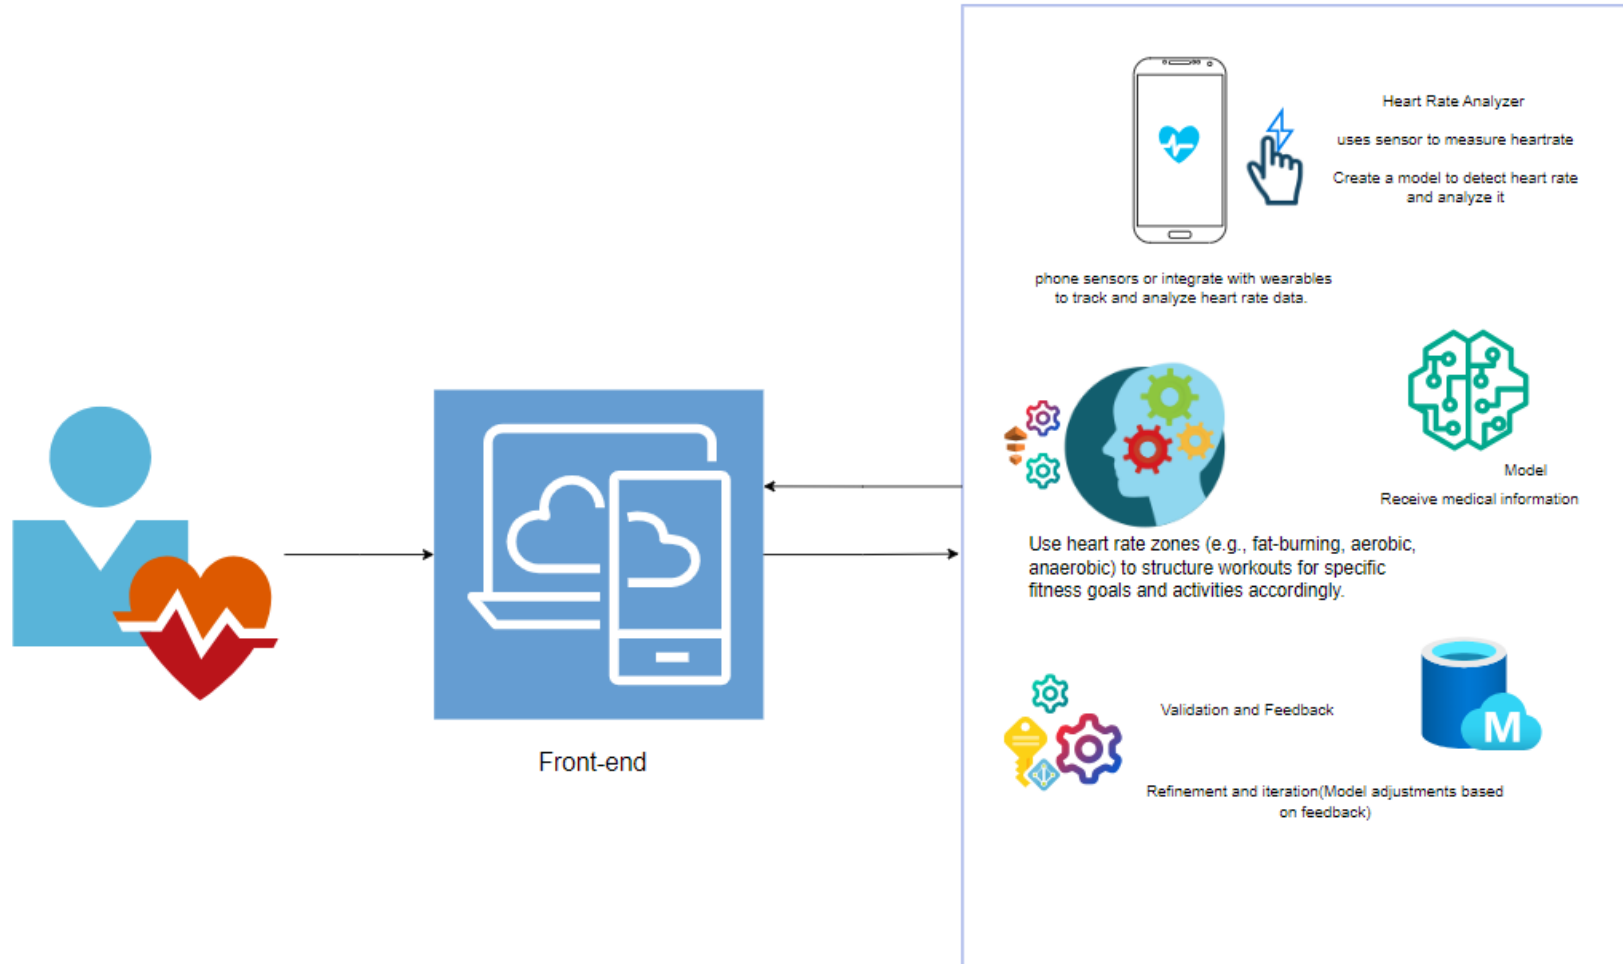 Heart Rate Analyzer
uses sensor to measure heartrate
Create a model to detect heart rate
and analyze it
phone sensors or integrate with wearables
to track and analyze heart rate data.
Model
Receive medical information
Use heart rate zones (e.g., fat-burning, aerobic,
anaerobic) to structure workouts for specific
fitness goals and activities accordingly.
Validation and Feedback
M
Refinement and iteration(Model adjustments based
on feedback)
Front-end